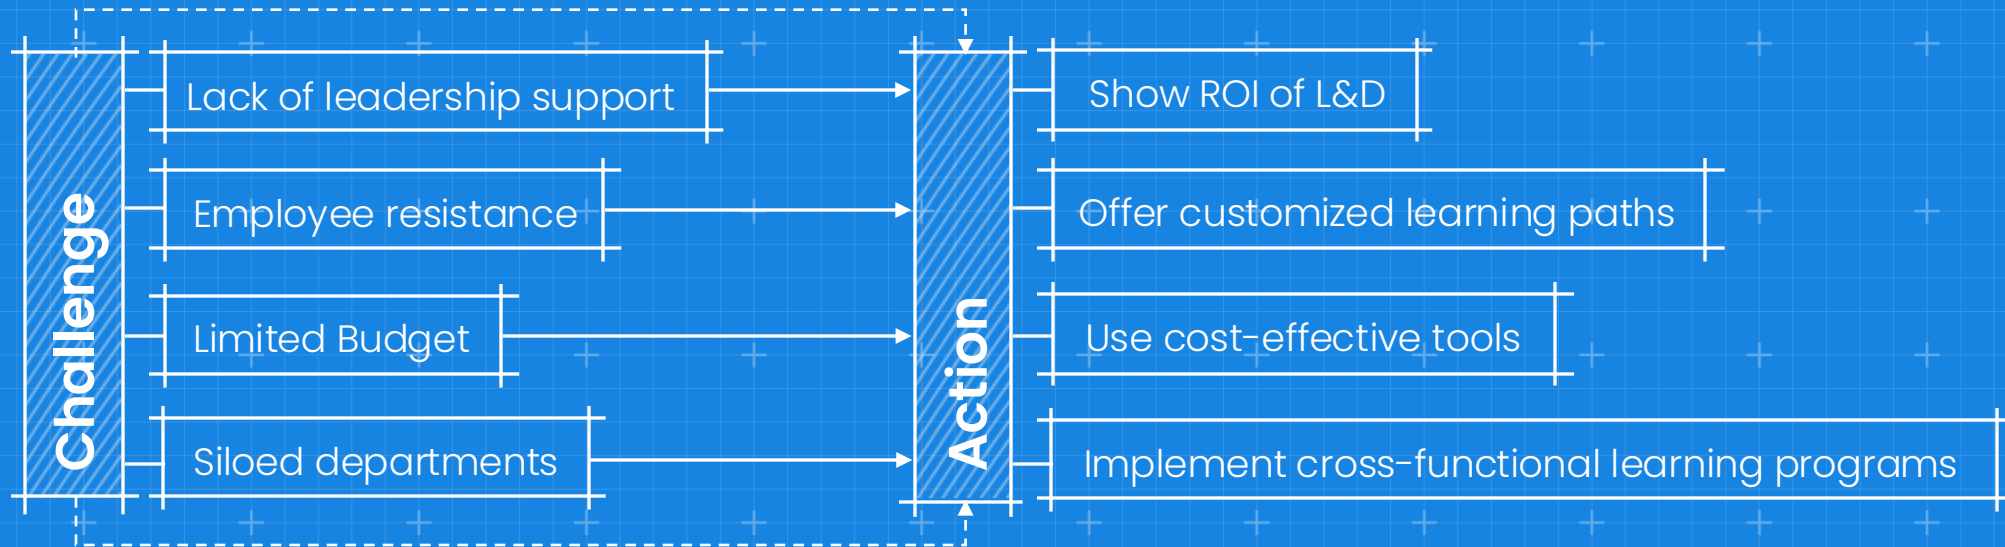 Challenge
Lack of leadership support
Employee resistance
Limited Budget
Siloed departments
Action
Show ROI of L&D
Offer customized learning paths
Use cost-effective tools
Implement cross-functional learning programs